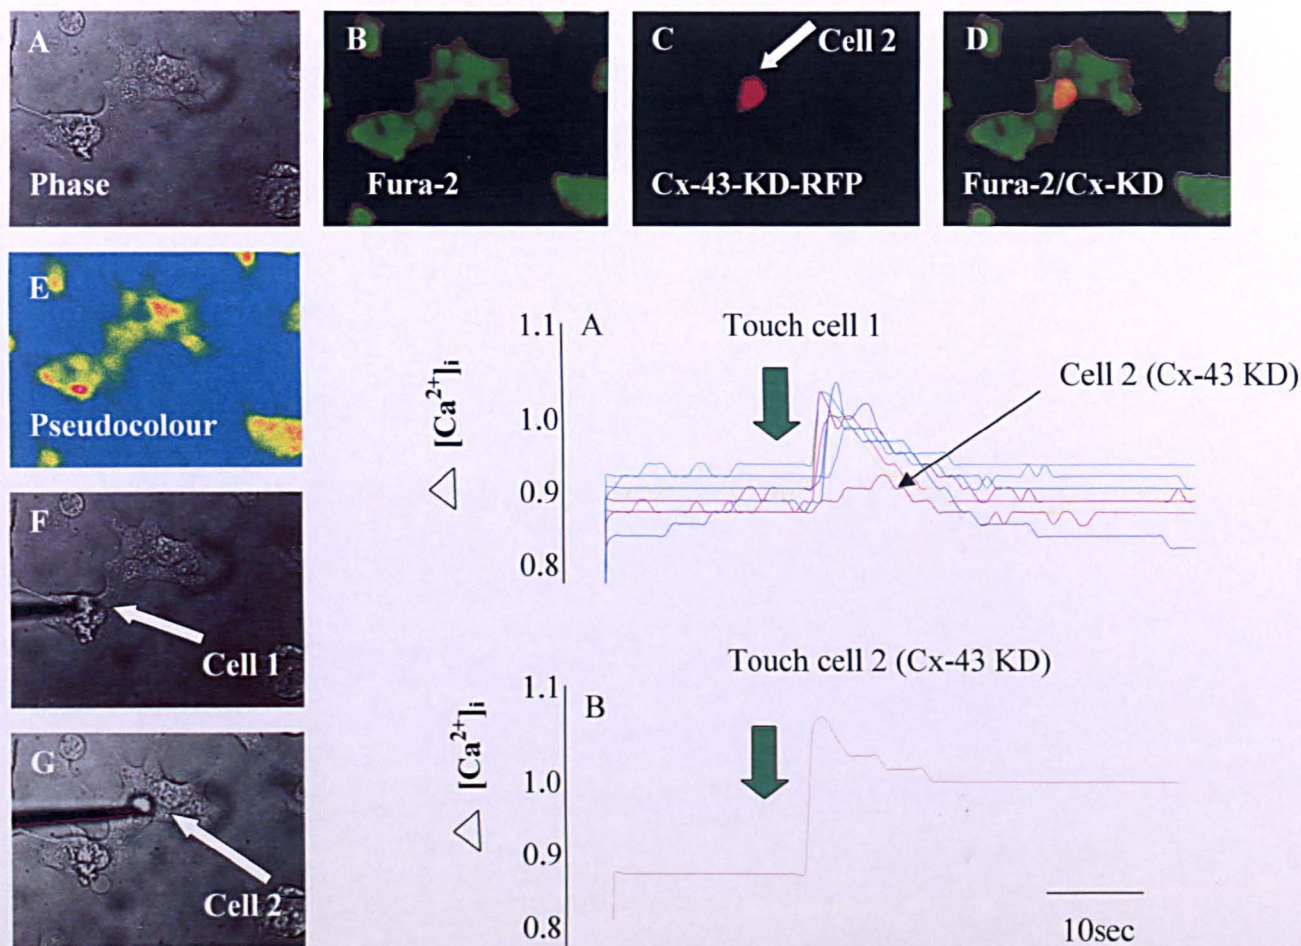 A
Phase
B
Fura-2
C
Cell 2
Cx-43-KD-RFP
D
Fura-2/Cx-KD
E
Pseudocolour
F
Cell 1
G
Cell 2
A
Touch cell 1
Cell 2 (Cx-43 KD)
△ [Ca²⁺]i
1.1
1.0
0.9
0.8
B
Touch cell 2 (Cx-43 KD)
△ [Ca²⁺]i
1.1
1.0
0.9
0.8
10sec